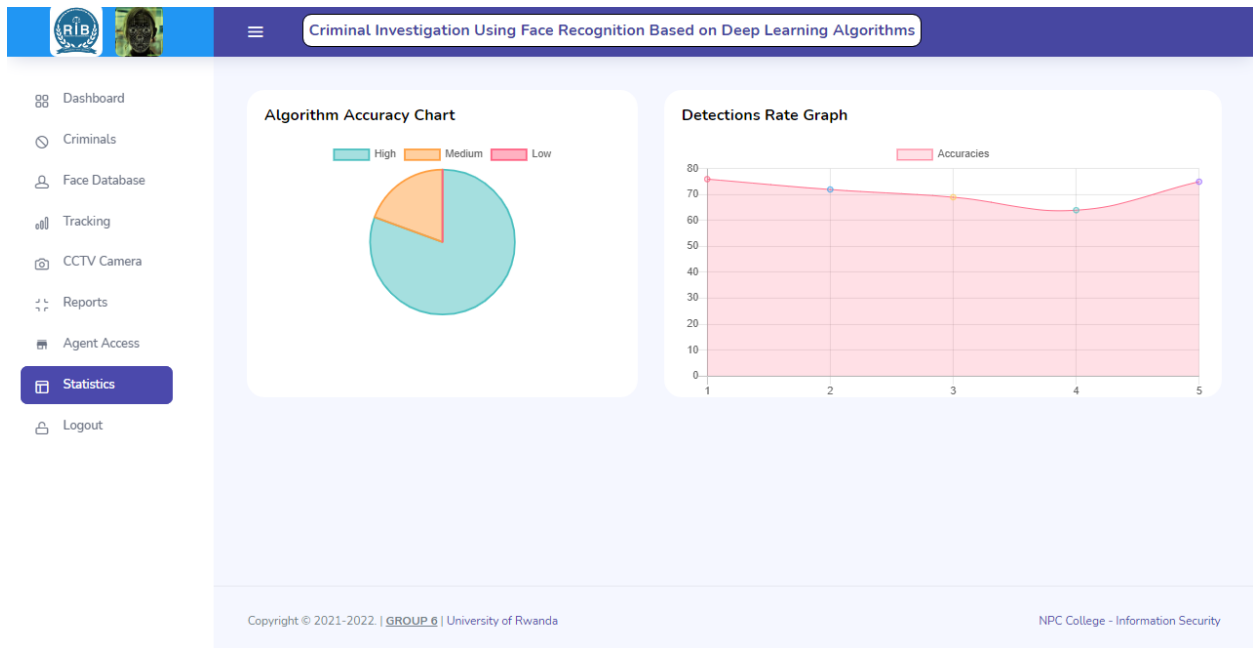 RIB
Criminal Investigation Using Face Recognition Based on Deep Learning Algorithms
Dashboard
Criminals
Face Database
Tracking
CCTV Camera
Reports
Agent Access
Statistics
Logout
Algorithm Accuracy Chart
High Medium Low
Detections Rate Graph
Accuracies
80
70
60
50
40
30
20
10
0
1 2 3 4 5
Copyright © 2021-2022. | GROUP 6 | University of Rwanda
NPC College - Information Security